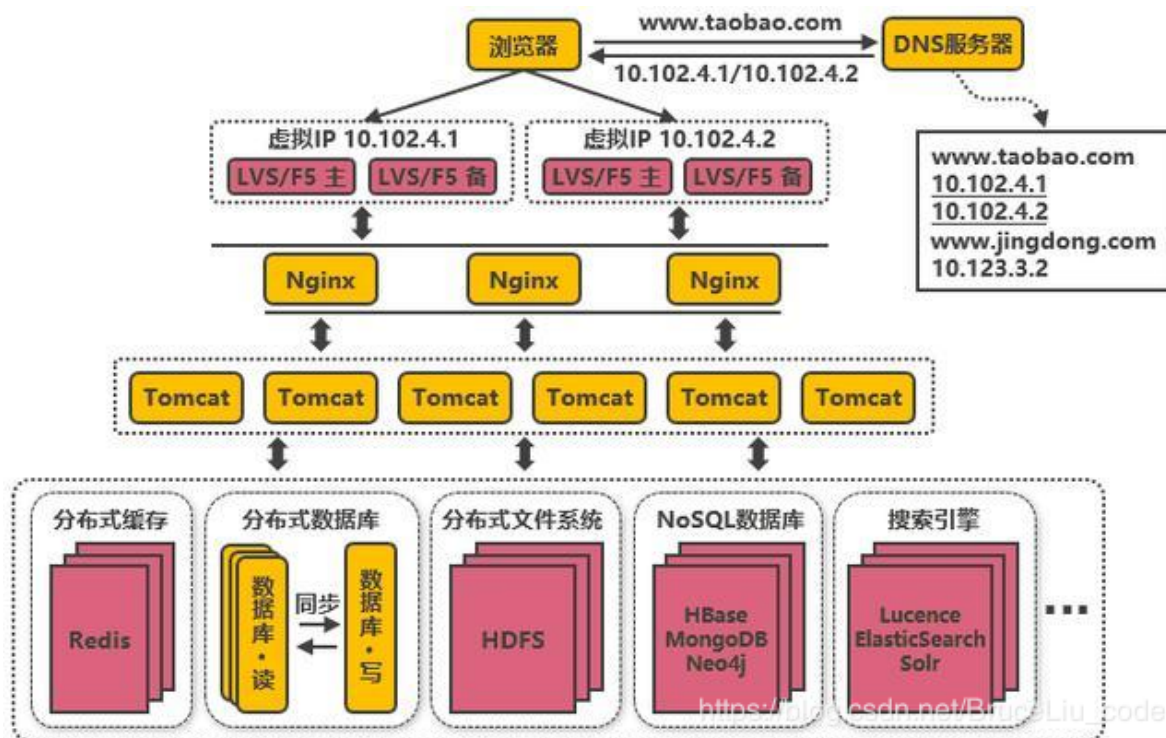 www.taobao.com
浏览器
DNS服务器
10.102.4.1/10.102.4.2
虚拟IP 10.102.4.1
虚拟IP 10.102.4.2
LVS/F5 主
LVS/F5 备
LVS/F5 主
LVS/F5 备
www.taobao.com
10.102.4.1
10.102.4.2
www.jingdong.com
10.123.3.2
Nginx
Nginx
Nginx
Tomcat
Tomcat
Tomcat
Tomcat
Tomcat
Tomcat
分布式缓存
Redis
分布式数据库
数据库·读
同步
数据库·写
分布式文件系统
HDFS
NoSQL数据库
HBase
MongoDB
Neo4j
搜索引擎
Lucence
ElasticSearch
Solr
...
https://blog.csdn.net/BruceLiu_code